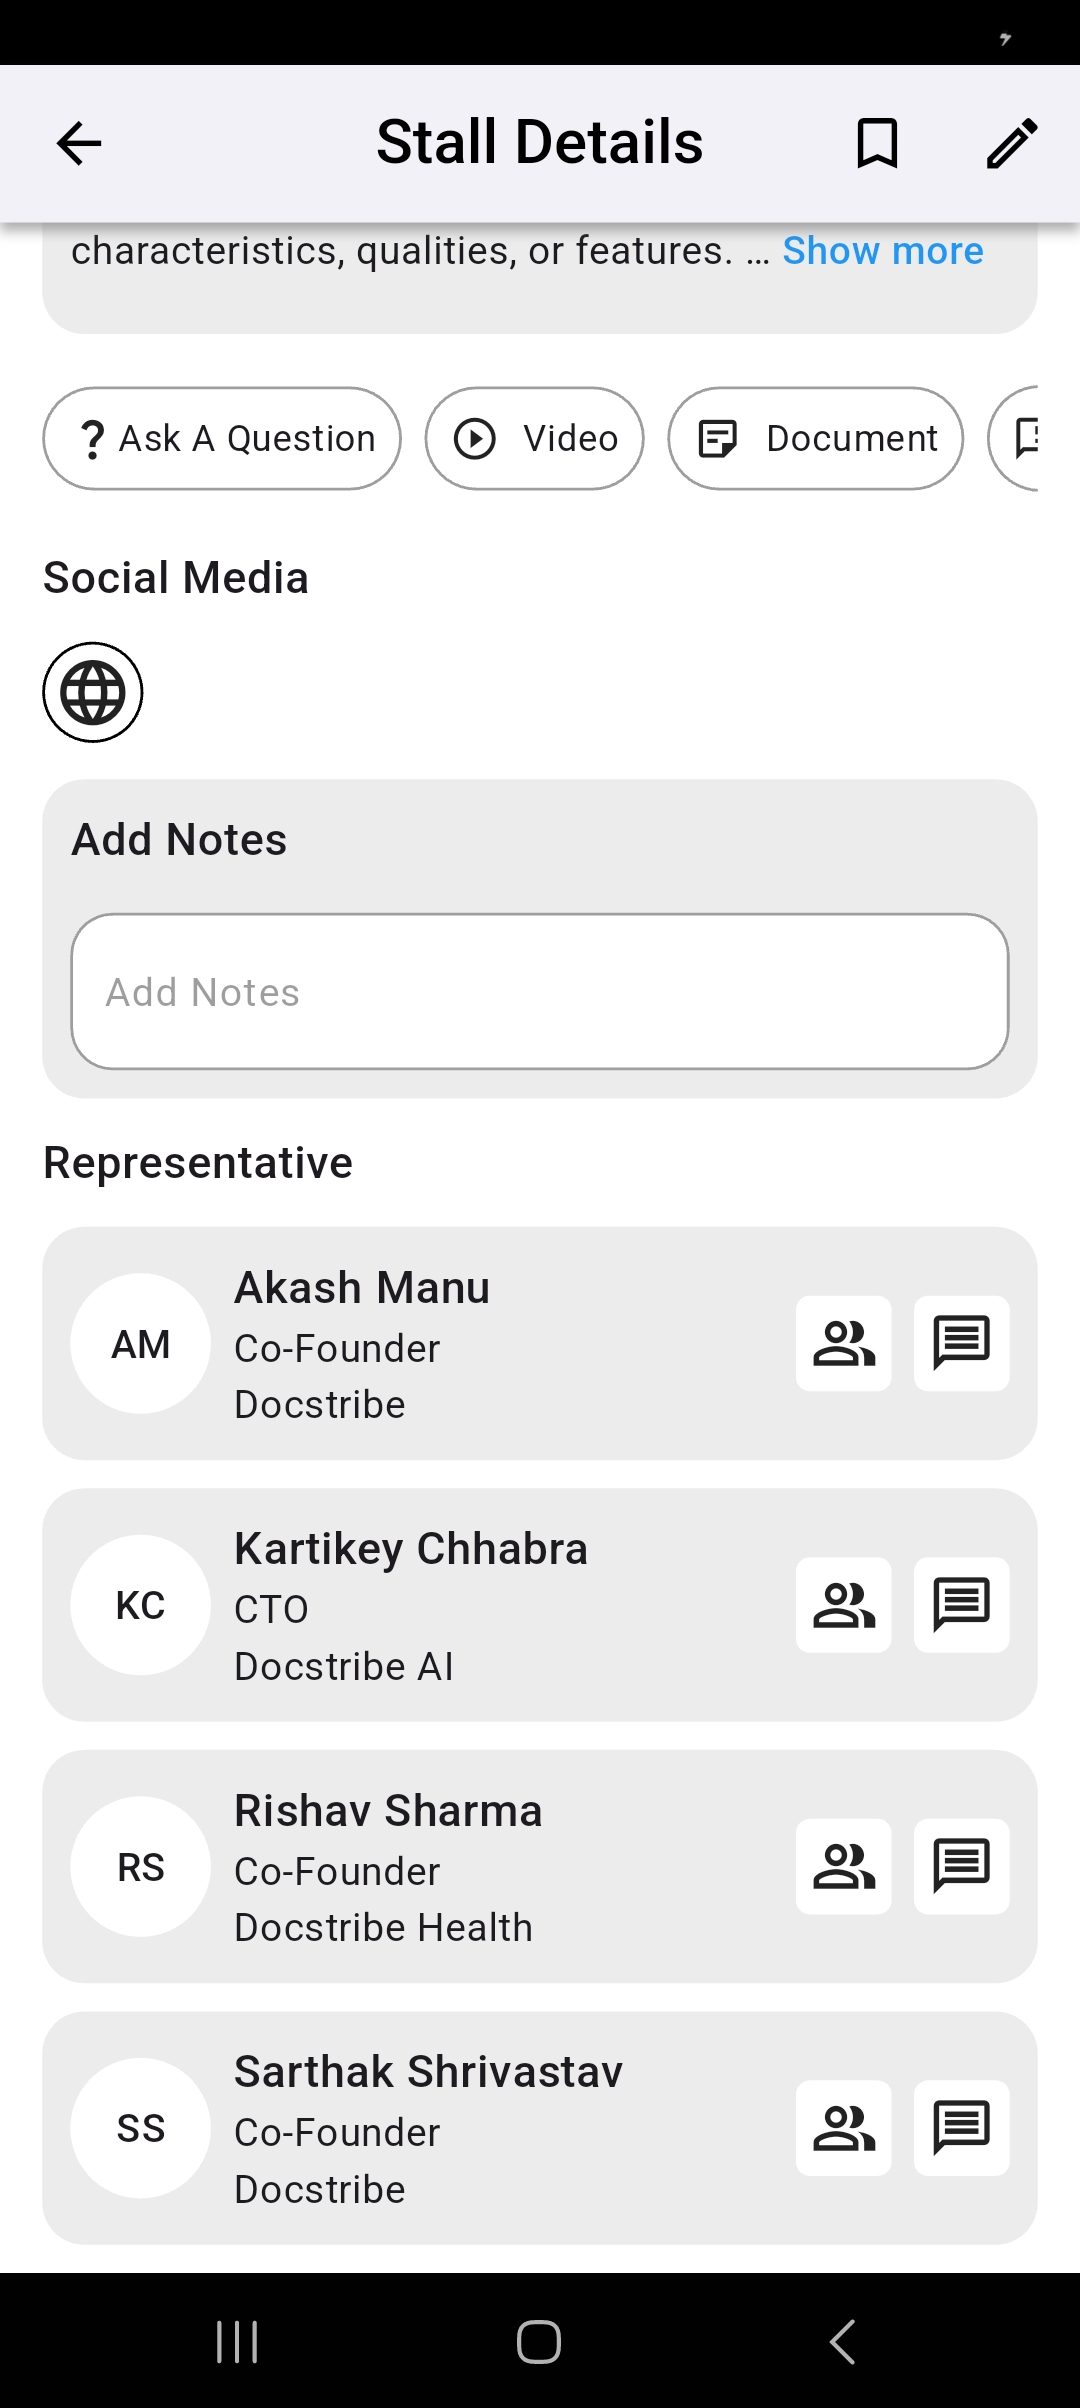 Stall Details
characteristics, qualities, or features. ... Show more
? Ask A Question Video Document
Social Media
Add Notes
Add Notes
Representative
AM
Akash Manu
Co-Founder
Docstribe
KC
Kartikey Chhabra
CTO
Docstribe AI
RS
Rishav Sharma
Co-Founder
Docstribe Health
SS
Sarthak Shrivastav
Co-Founder
Docstribe